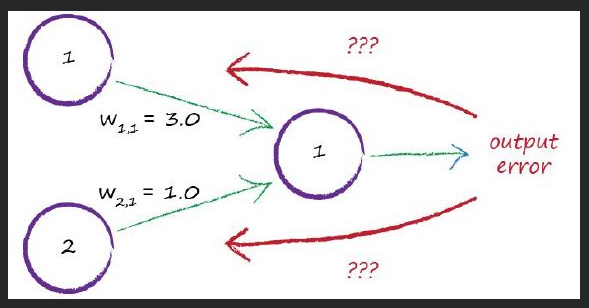 ???
1
w1,1 = 3.0
1
output
error
w2,1 = 1.0
2
???